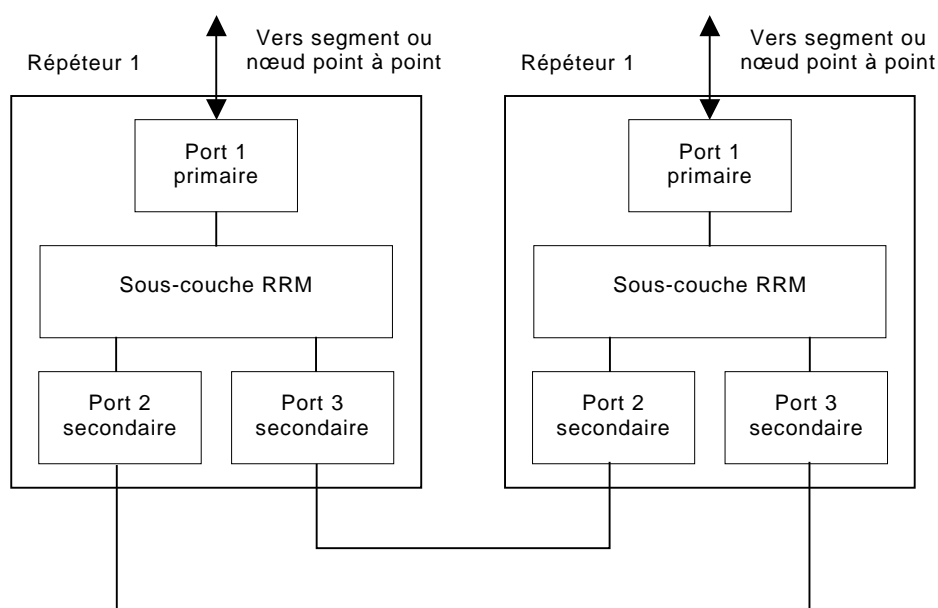 Répéteur 1
Vers segment ou
nœud point à point
Port 1
primaire
Sous-couche RRM
Port 2
secondaire
Port 3
secondaire
Répéteur 1
Vers segment ou
nœud point à point
Port 1
primaire
Sous-couche RRM
Port 2
secondaire
Port 3
secondaire